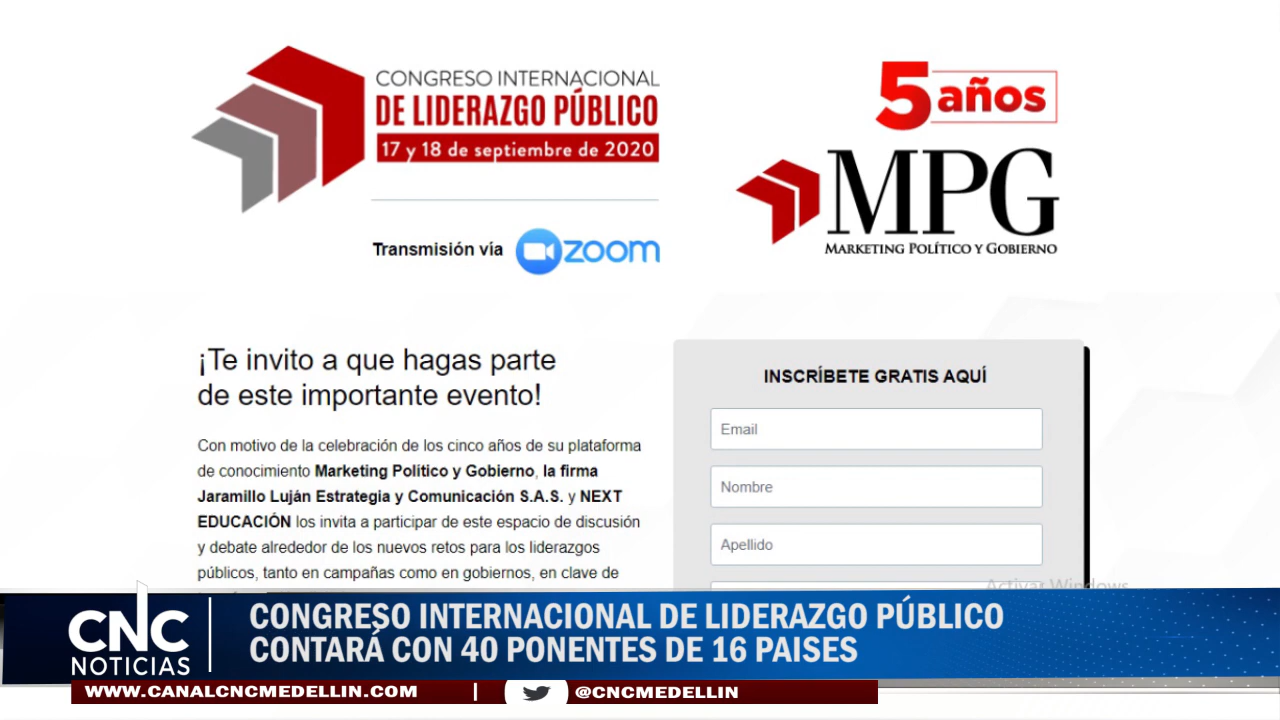 CONGRESO INTERNACIONAL
DE LIDERAZGO PÚBLICO
17 y 18 de septiembre de 2020
Transmisión vía zoom
5 años
MPG
MARKETING POLÍTICO Y GOBIERNO
¡Te invito a que hagas parte
de este importante evento!
Con motivo de la celebración de los cinco años de su plataforma
de conocimiento Marketing Político y Gobierno, la firma
Jaramillo Luján Estrategia y Comunicación S.A.S. y NEXT
EDUCACIÓN los invita a participar de este espacio de discusión
y debate alrededor de los nuevos retos para los liderazgos
públicos, tanto en campañas como en gobiernos, en clave de
INSCRÍBETE GRATIS AQUÍ
Email
Nombre
Apellido
Activar Windows
CNC
NOTICIAS
CONGRESO INTERNACIONAL DE LIDERAZGO PÚBLICO
CONTARÁ CON 40 PONENTES DE 16 PAISES
WWW.CANALCNCMEDELLIN.COM | @CNCMEDELLIN